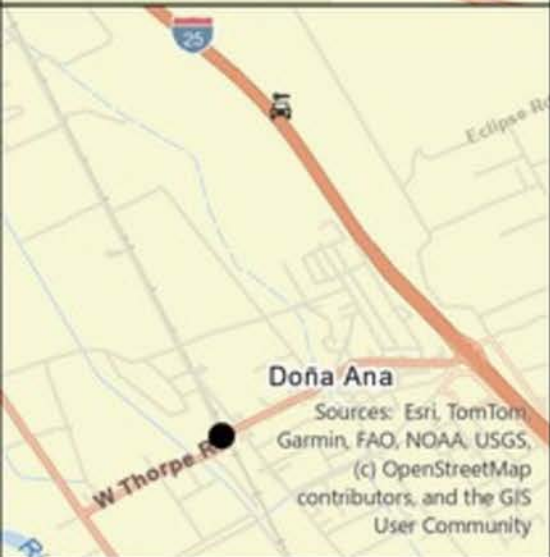 25
Eclipse R
Doña Ana
Sources: Esri, TomTom,
Garmin, FAO, NOAA, USGS,
(c) OpenStreetMap
contributors, and the GIS
User Community
W Thorpe R
R